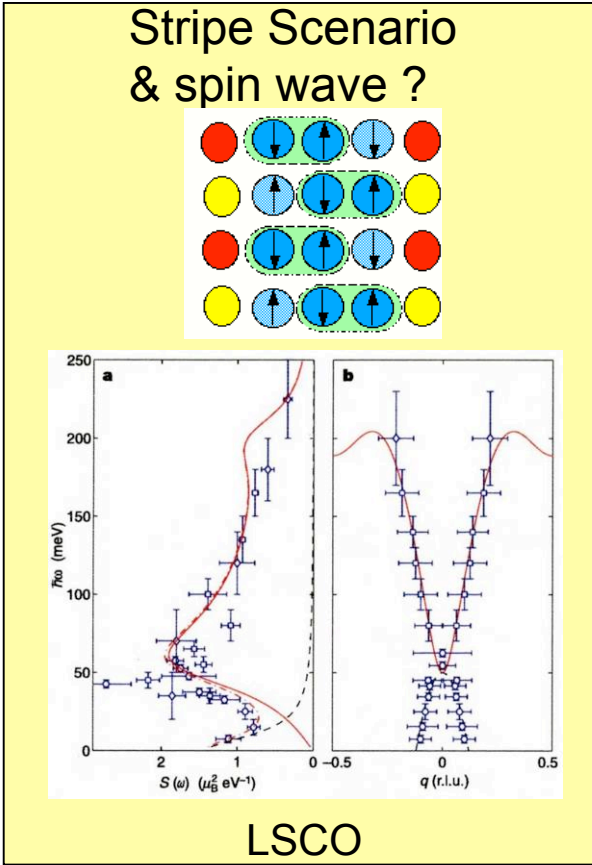 Stripe Scenario
& spin wave ?
a
b
250
200
150
100
50
0
ħω (meV)
2
1
0
−0.5
0
0.5
S (ω) (μ_B² eV⁻¹)
q (r.l.u.)
LSCO